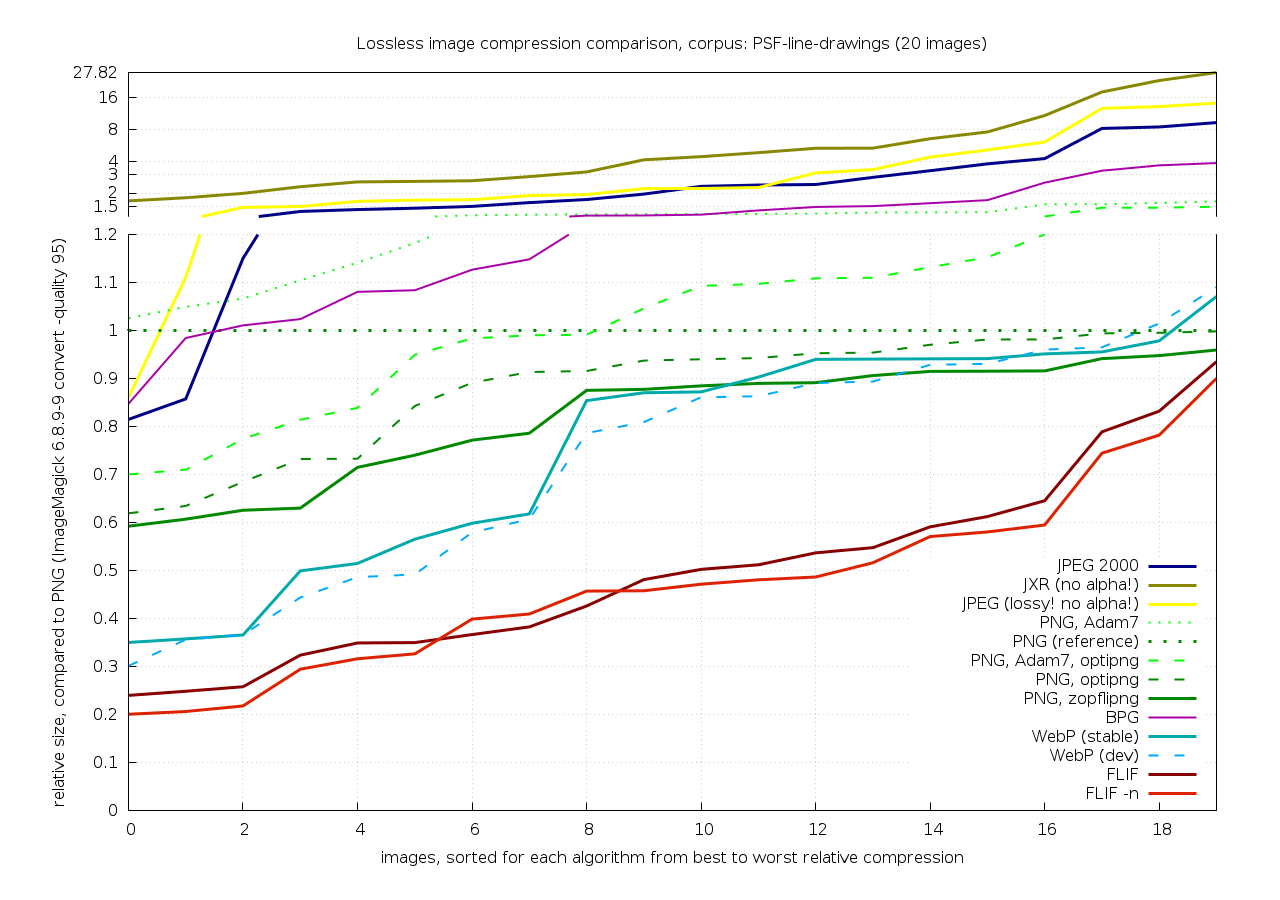 Lossless image compression comparison, corpus: PSF-line-drawings (20 images)
27.82
16
8
4
3
2
1.5
1.2
1.1
1
0.9
0.8
0.7
0.6
0.5
0.4
0.3
0.2
0.1
0
relative size, compared to PNG (ImageMagick 6.8.9-9 convert -quality 95)
JPEG 2000
JXR (no alpha!)
JPEG (lossy! no alpha!)
PNG, Adam7
PNG (reference)
PNG, Adam7, optipng
PNG, optipng
PNG, zopflipng
BPG
WebP (stable)
WebP (dev)
FLIF
FLIF -n
0 2 4 6 8 10 12 14 16 18
images, sorted for each algorithm from best to worst relative compression